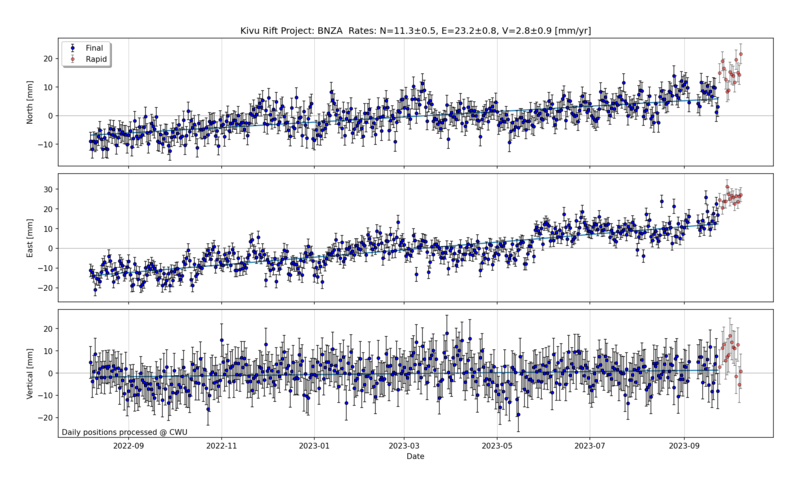 Kivu Rift Project: BNZA  Rates: N=11.3±0.5, E=23.2±0.8, V=2.8±0.9 [mm/yr]
Final
Rapid
North [mm]
20
10
0
−10
East [mm]
30
20
10
0
−10
−20
Vertical [mm]
20
10
0
−10
−20
Daily positions processed @ CWU
2022-09 2022-11 2023-01 2023-03 2023-05 2023-07 2023-09
Date